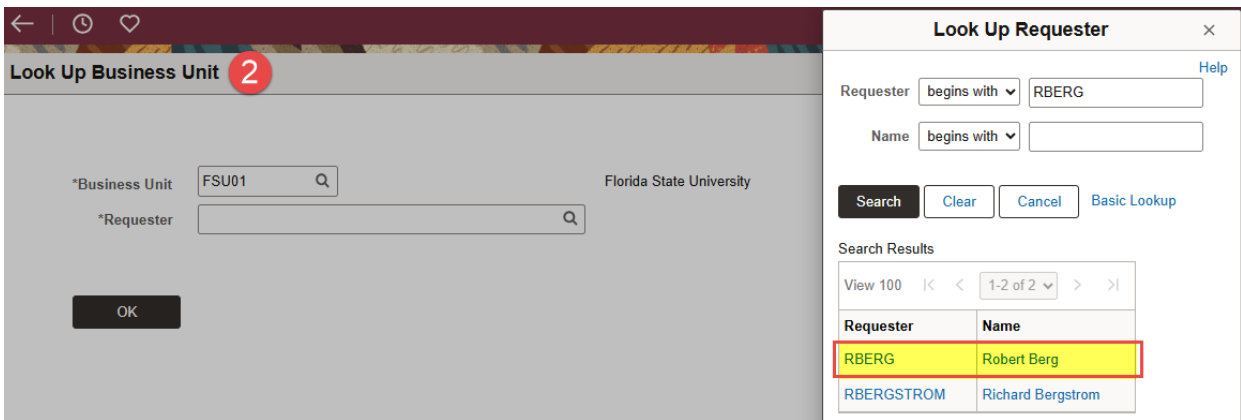 Look Up Business Unit 2
*Business Unit FSU01 Florida State University
*Requester
OK
Look Up Requester ×
Help
Requester begins with RBERG
Name begins with
Search Clear Cancel Basic Lookup
Search Results
View 100 1-2 of 2
Requester Name
RBERG Robert Berg
RBERGSTROM Richard Bergstrom